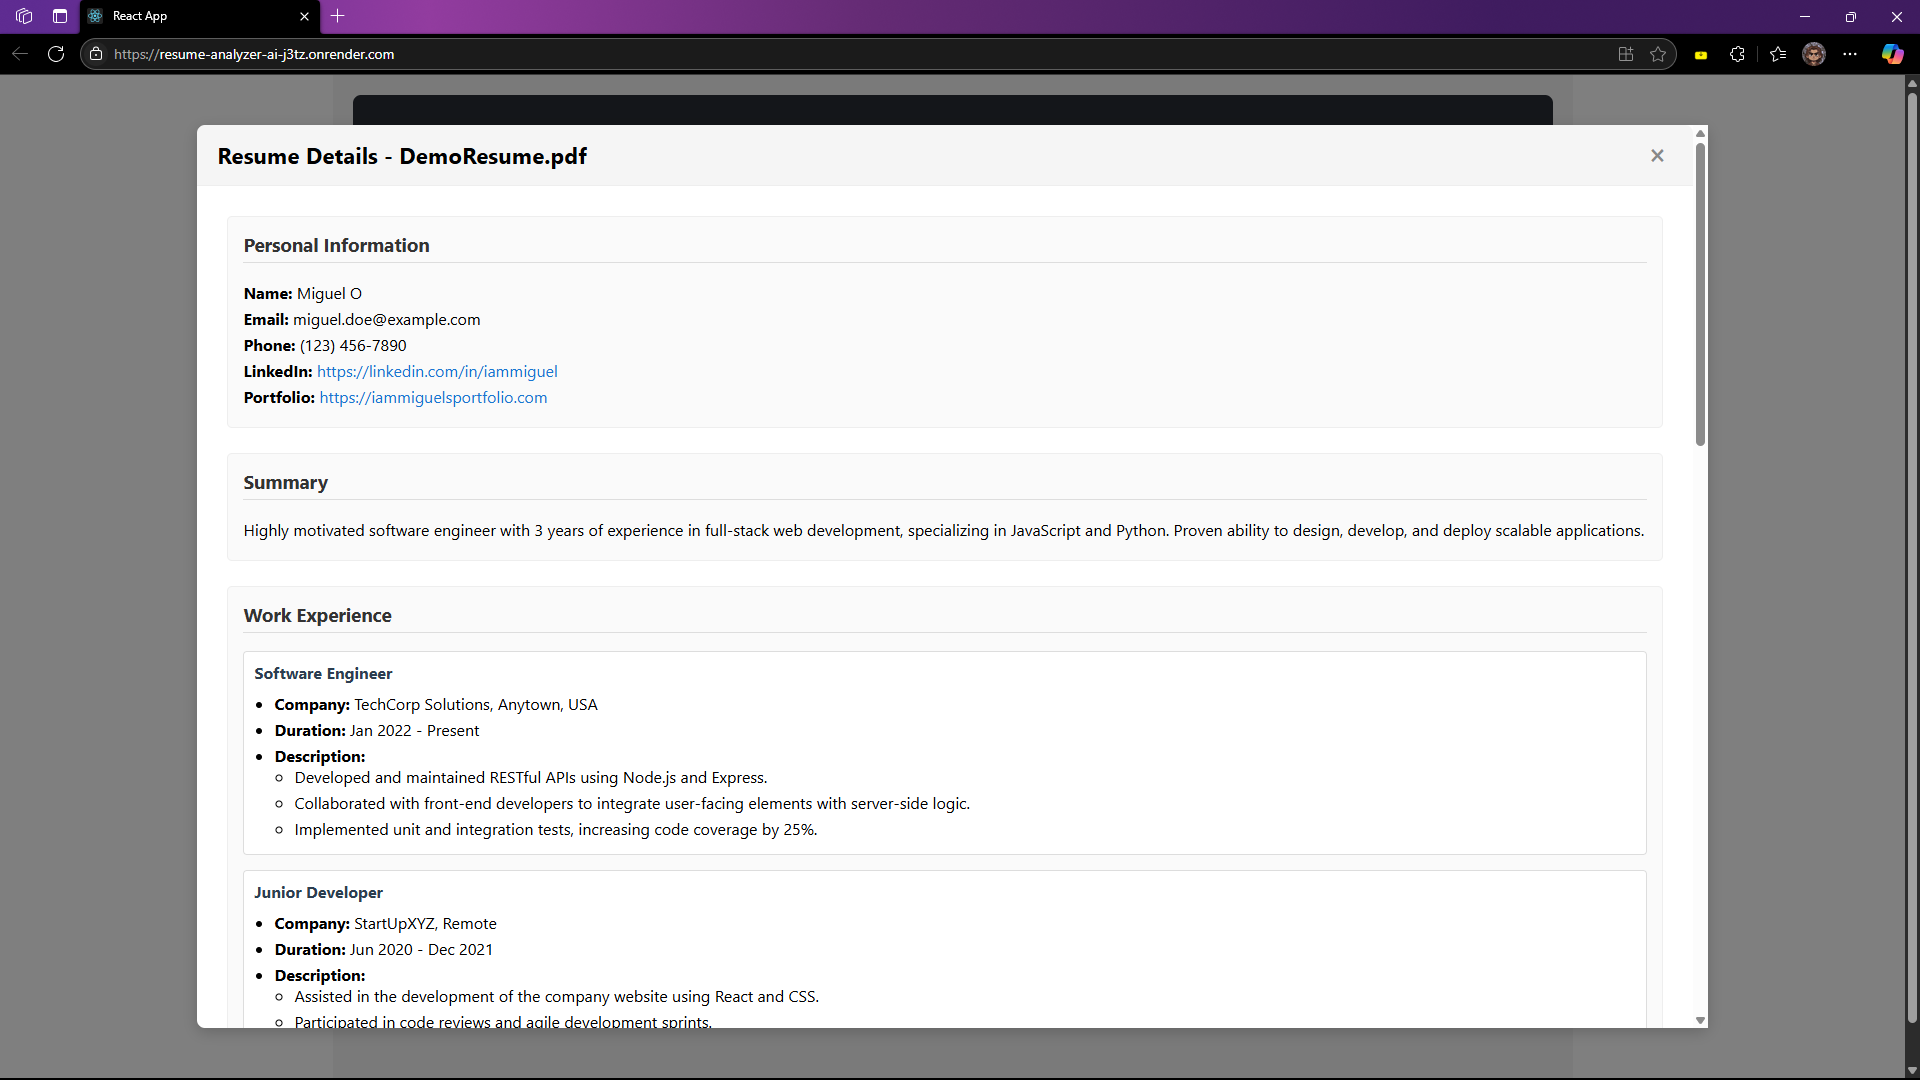 React App
https://resume-analyzer-ai-j3tz.onrender.com
Resume Details - DemoResume.pdf
Personal Information
Name: Miguel O
Email: miguel.doe@example.com
Phone: (123) 456-7890
LinkedIn: https://linkedin.com/in/iammiguel
Portfolio: https://iammiguelsportfolio.com
Summary
Highly motivated software engineer with 3 years of experience in full-stack web development, specializing in JavaScript and Python. Proven ability to design, develop, and deploy scalable applications.
Work Experience
Software Engineer
Company: TechCorp Solutions, Anytown, USA
Duration: Jan 2022 - Present
Description:
Developed and maintained RESTful APIs using Node.js and Express.
Collaborated with front-end developers to integrate user-facing elements with server-side logic.
Implemented unit and integration tests, increasing code coverage by 25%.
Junior Developer
Company: StartUpXYZ, Remote
Duration: Jun 2020 - Dec 2021
Description:
Assisted in the development of the company website using React and CSS.
Participated in code reviews and agile development sprints.